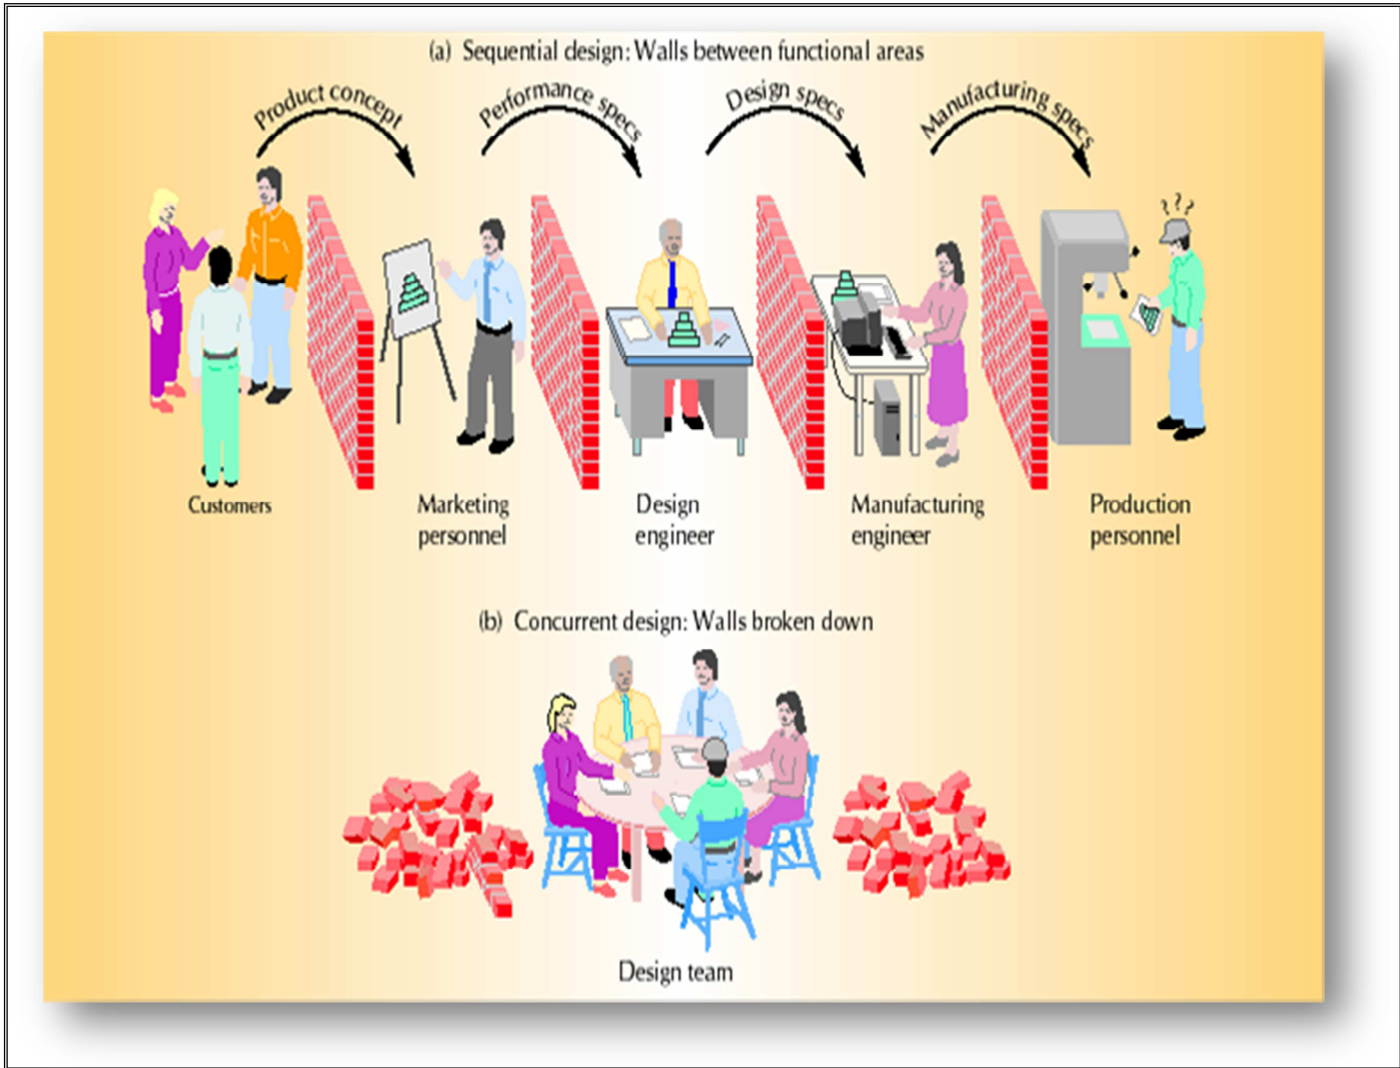 (a) Sequential design: Walls between functional areas
Product concept
Performance specs
Design specs
Manufacturing specs
???
Customers
Marketing
personnel
Design
engineer
Manufacturing
engineer
Production
personnel
(b) Concurrent design: Walls broken down
Design team